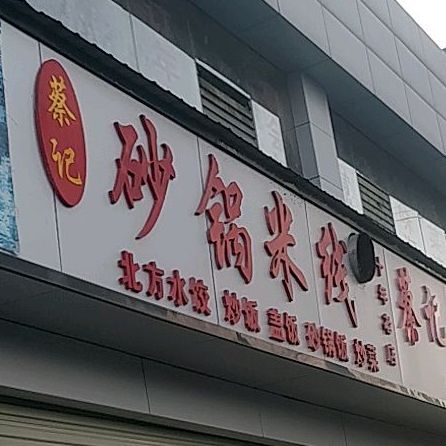 蔡记
砂锅米线
北方水饺 炒饭 盖饭 砂锅饭 炒菜
十年老店
蔡记